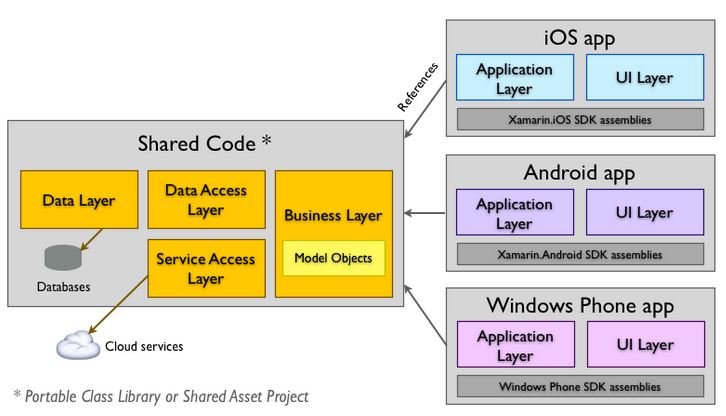 iOS app
Application
Layer
UI Layer
Xamarin.iOS SDK assemblies
References
Shared Code *
Data Layer
Data Access
Layer
Business Layer
Model Objects
Service Access
Layer
Databases
Cloud services
Android app
Application
Layer
UI Layer
Xamarin.Android SDK assemblies
Windows Phone app
Application
Layer
UI Layer
Windows Phone SDK assemblies
* Portable Class Library or Shared Asset Project